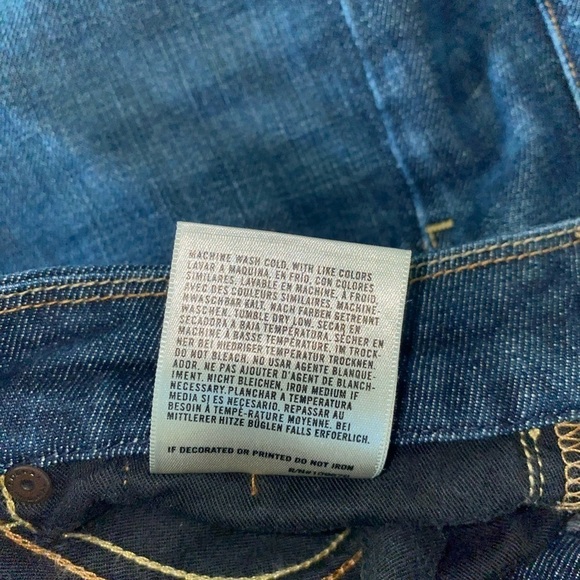 MACHINE WASH COLD, WITH LIKE COLORS
LAVAR A MAQUINA, EN FRIO, CON COLORES
SIMILARES. LAVABLE EN MACHINE, À FROID,
AVEC DES COULEURS SIMILAIRES, MACHINE-
NWASCHBAR KALT, NACH FARBEN GETRENNT
WASCHEN. TUMBLE DRY LOW. SECAR EN
SECADORA A BAJA TEMPERATURA. SÉCHER EN
MACHINE À BASSE TEMPÉRATURE. IM TROCK-
NER BEI NIEDRIGER TEMPERATUR TROCKNEN.
DO NOT BLEACH. NO USAR AGENTE BLANQUE-
ADOR. NE PAS AJOUTER D'AGENT DE BLANCH-
IMENT. NICHT BLEICHEN, IRON MEDIUM IF
NECESSARY. PLANCHAR A TEMPERATURA
MEDIA SI ES NECESARIO. REPASSAR AU
BESOIN À TEMPÉ-RATURE MOYENNE. BEI
MITTLERER HITZE BÜGLEN FALLS ERFOERLICH.
IF DECORATED OR PRINTED DO NOT IRON